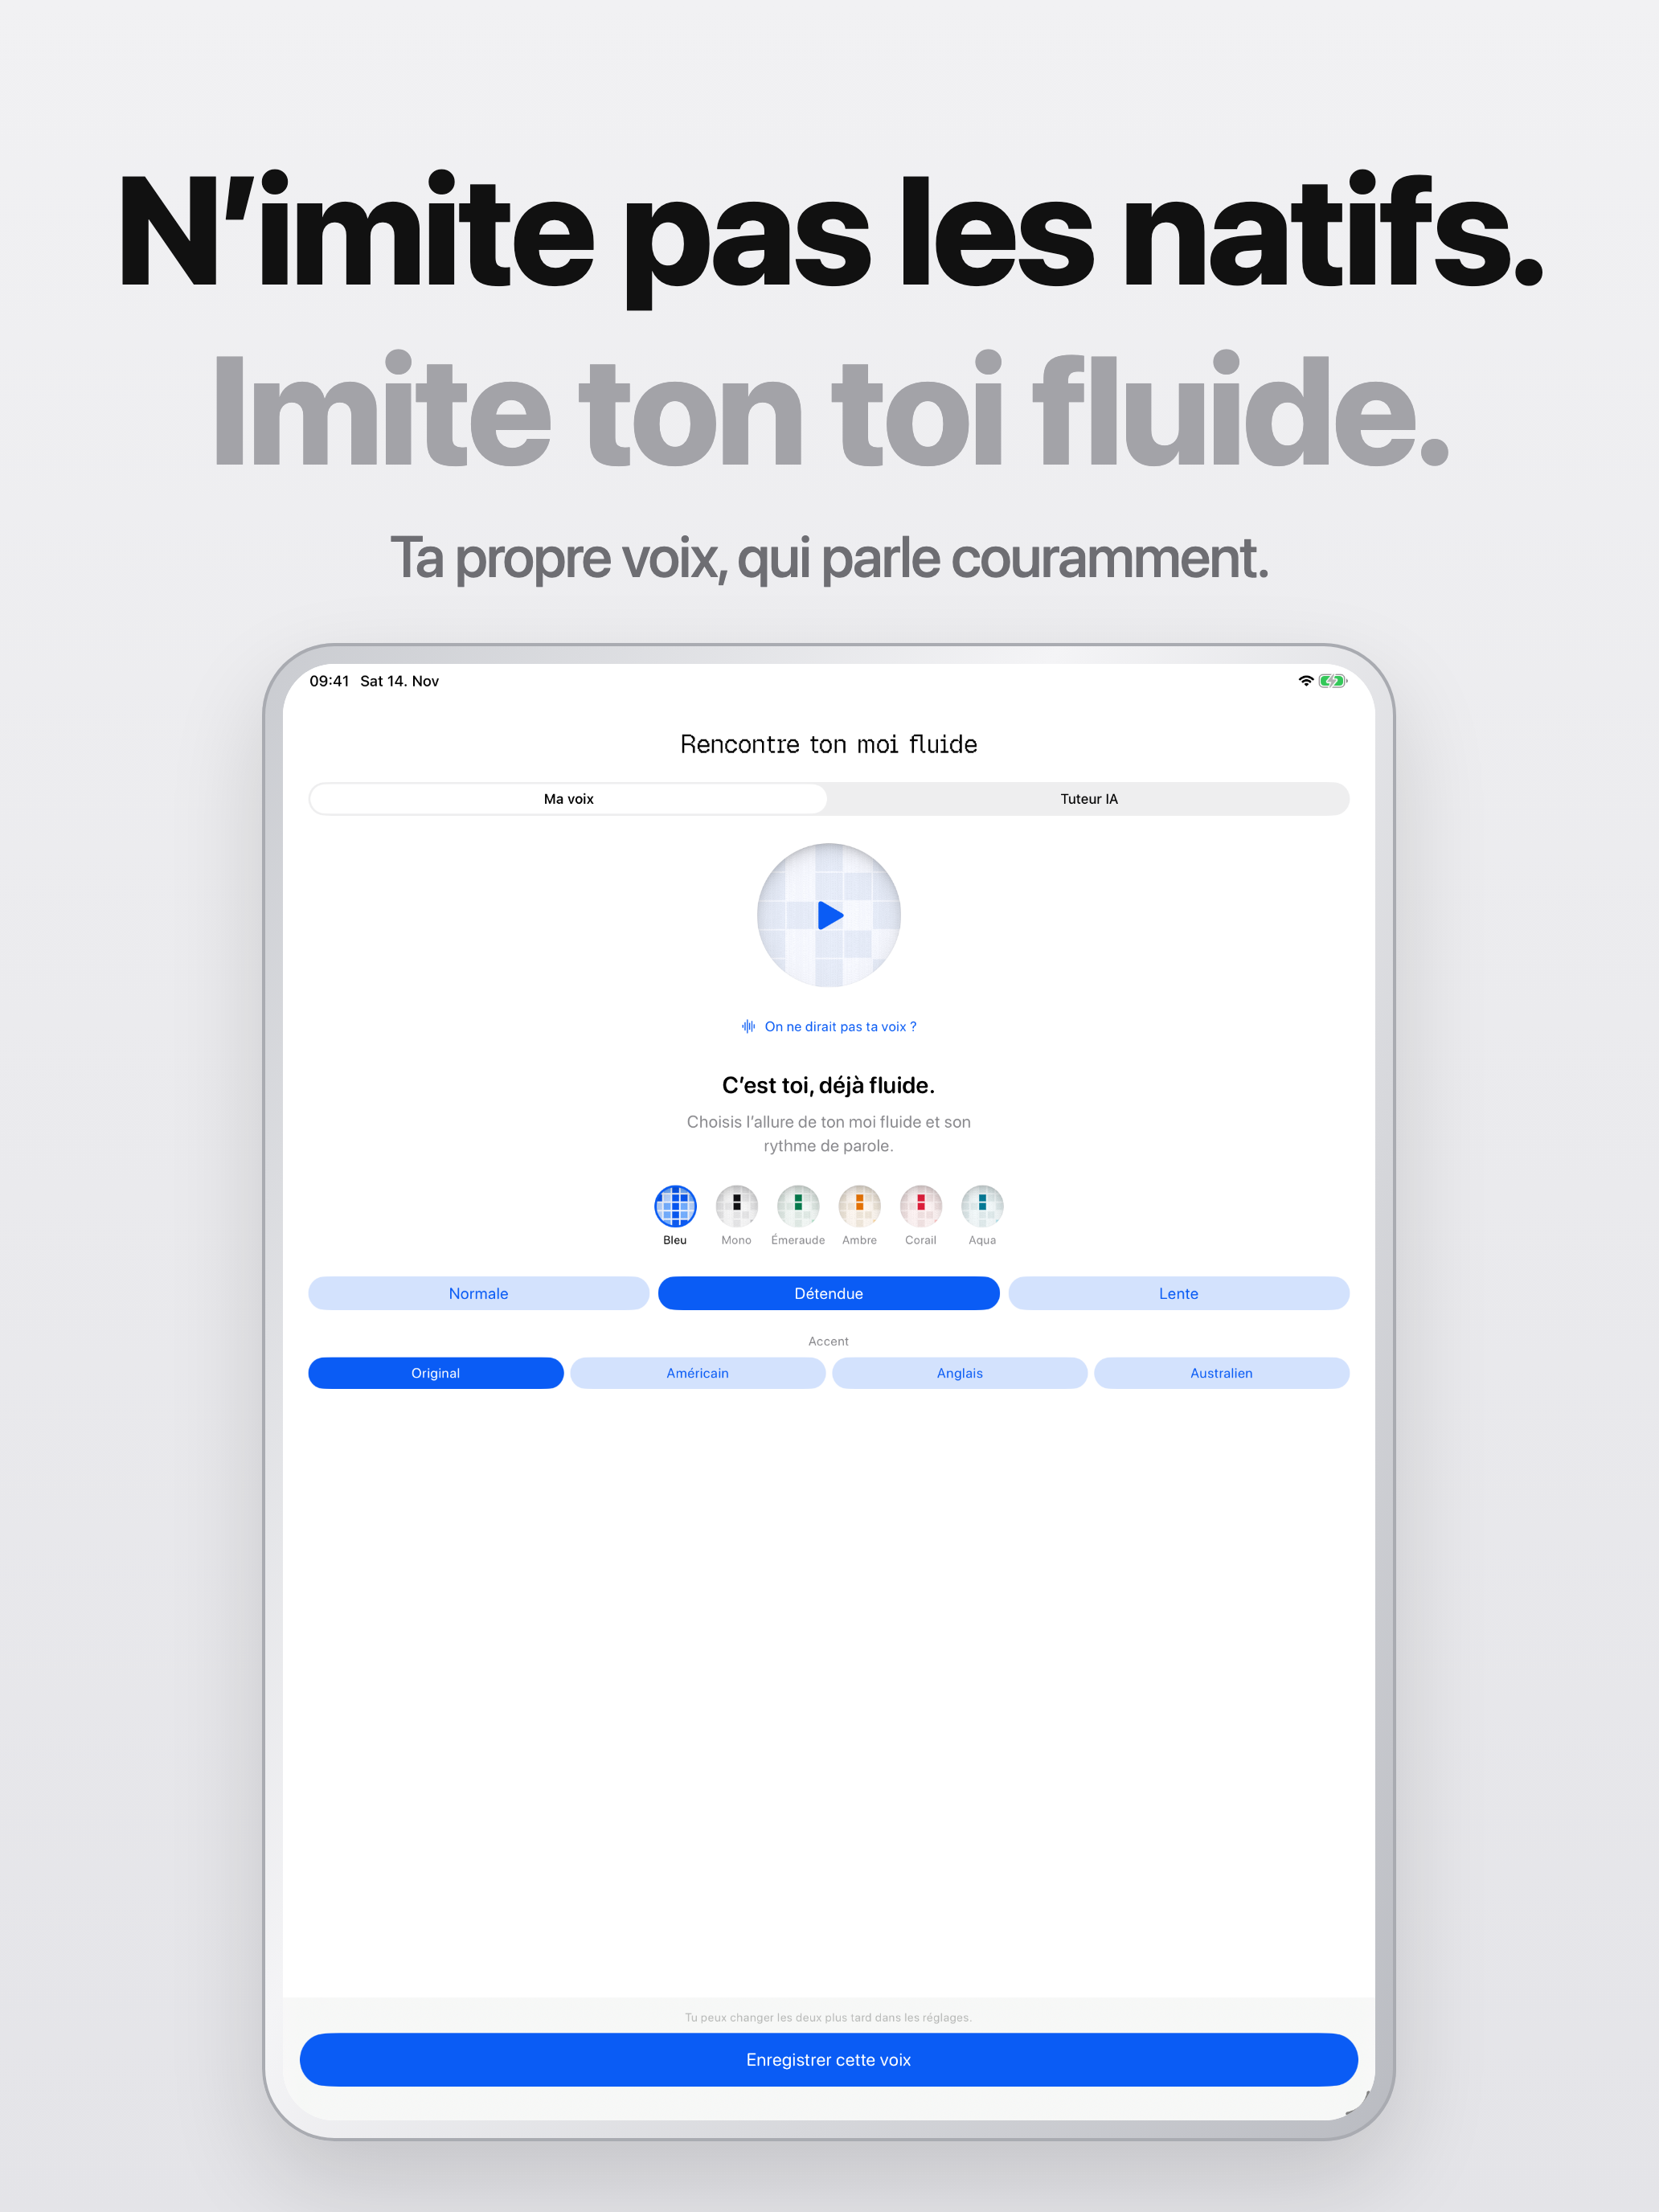 N’imite pas les natifs.
Imite ton toi fluide.
Ta propre voix, qui parle couramment.
09:41 Sat 14. Nov
Rencontre ton moi fluide
Ma voix
Tuteur IA
On ne dirait pas ta voix ?
C’est toi, déjà fluide.
Choisis l’allure de ton moi fluide et son
rythme de parole.
Bleu
Mono
Émeraude
Ambre
Corail
Aqua
Normale
Détendue
Lente
Accent
Original
Américain
Anglais
Australien
Tu peux changer les deux plus tard dans les réglages.
Enregistrer cette voix